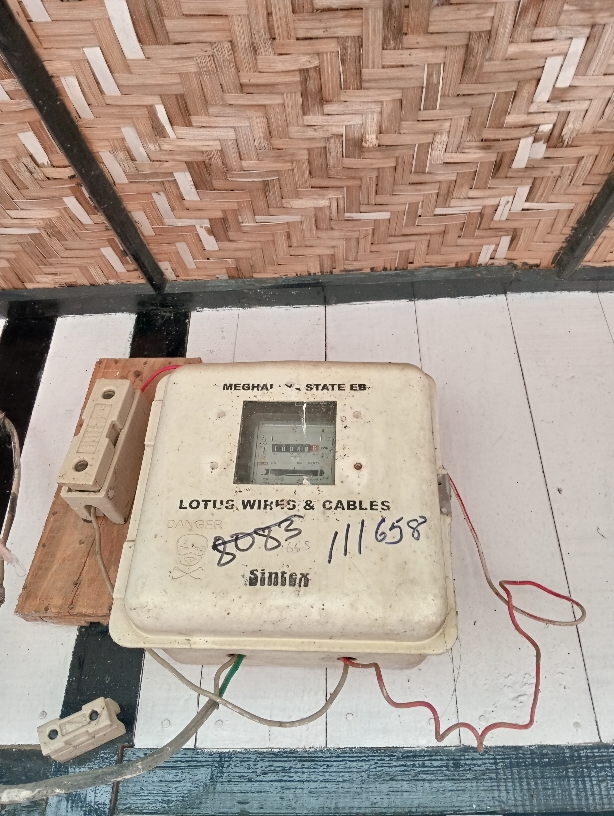 STATE EB
LOTUS WIRES & CABLES
DANGER
8083
111658
Sintex